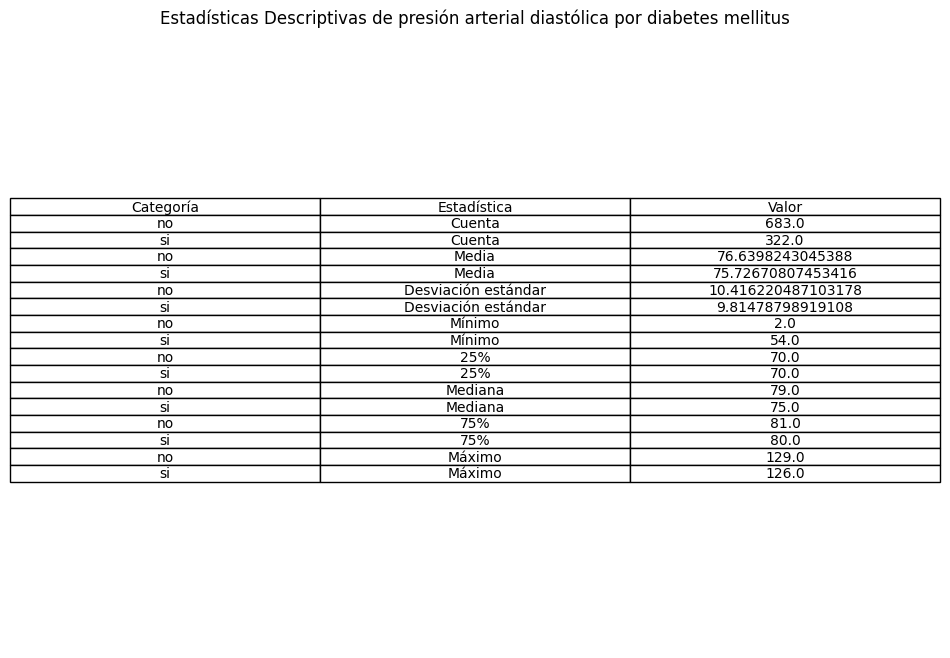 Estadísticas Descriptivas de presión arterial diastólica por diabetes mellitus
Categoría Estadística Valor
no Cuenta 683.0
si Cuenta 322.0
no Media 76.6398243045388
si Media 75.72670807453416
no Desviación estándar 10.416220487103178
si Desviación estándar 9.81478798919108
no Mínimo 2.0
si Mínimo 54.0
no 25% 70.0
si 25% 70.0
no Mediana 79.0
si Mediana 75.0
no 75% 81.0
si 75% 80.0
no Máximo 129.0
si Máximo 126.0